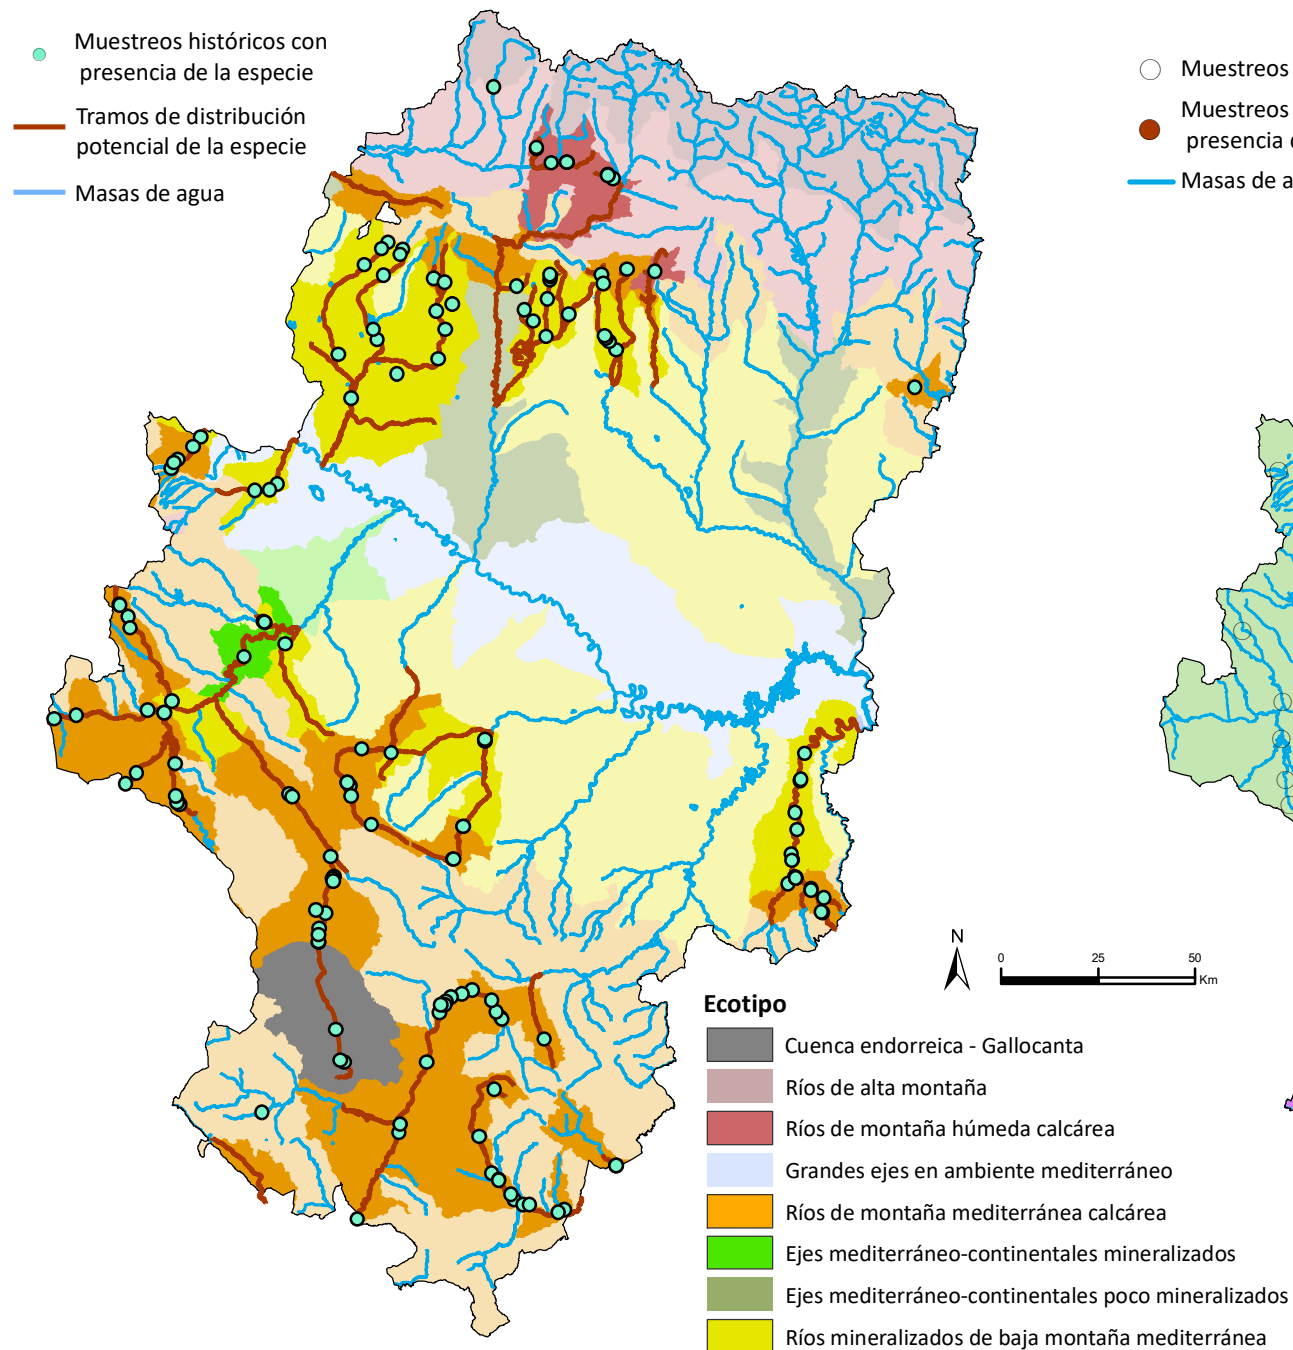 Muestreos históricos con
presencia de la especie
Tramos de distribución
potencial de la especie
Masas de agua
Muestreos
Muestreos
presencia
Masas de a
N
0 25 50
Km
Ecotipo
Cuenca endorreica - Gallocanta
Ríos de alta montaña
Ríos de montaña húmeda calcárea
Grandes ejes en ambiente mediterráneo
Ríos de montaña mediterránea calcárea
Ejes mediterráneo-continentales mineralizados
Ejes mediterráneo-continentales poco mineralizados
Ríos mineralizados de baja montaña mediterránea